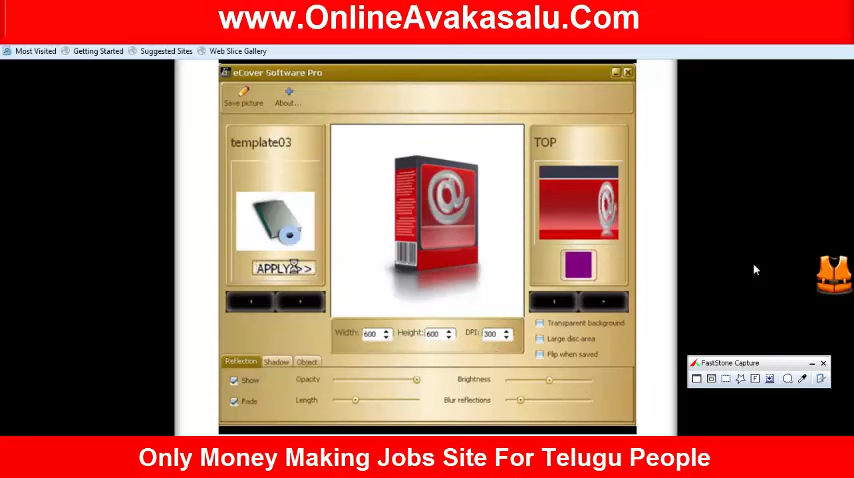 www.OnlineAvakasalu.Com
Most Visited Getting Started Suggested Sites Web Slice Gallery
eCover Software Pro
Save picture About...
template03
TOP
APPLY>>
Width: 600 Height: 600 DPI: 300
Transparent background
Large disc area
Flip when saved
FastStone Capture
Reflection Shadow Object
Show Opacity Brightness
Fade Length Blur reflections
Only Money Making Jobs Site For Telugu People